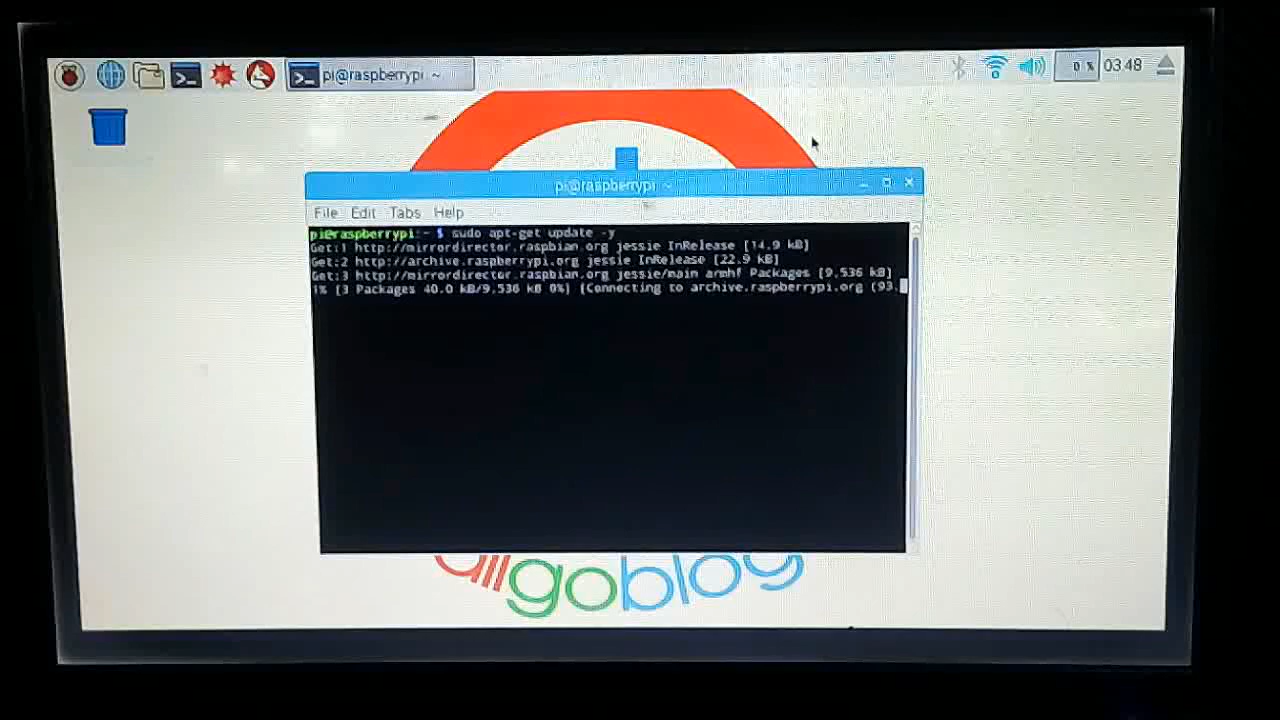 pi@raspberrypi: ~
0 %
03:48
pi@raspberrypi: ~
File Edit Tabs Help
pi@raspberrypi:~ $ sudo apt-get update -y
Get:1 http://mirrordirector.raspbian.org jessie InRelease [14.9 kB]
Get:2 http://archive.raspberrypi.org jessie InRelease [22.9 kB]
Get:3 http://mirrordirector.raspbian.org jessie/main armhf Packages [9,536 kB]
1% [3 Packages 40.0 kB/9,536 kB 0%] [Connecting to archive.raspberrypi.org (93.
allgoblog